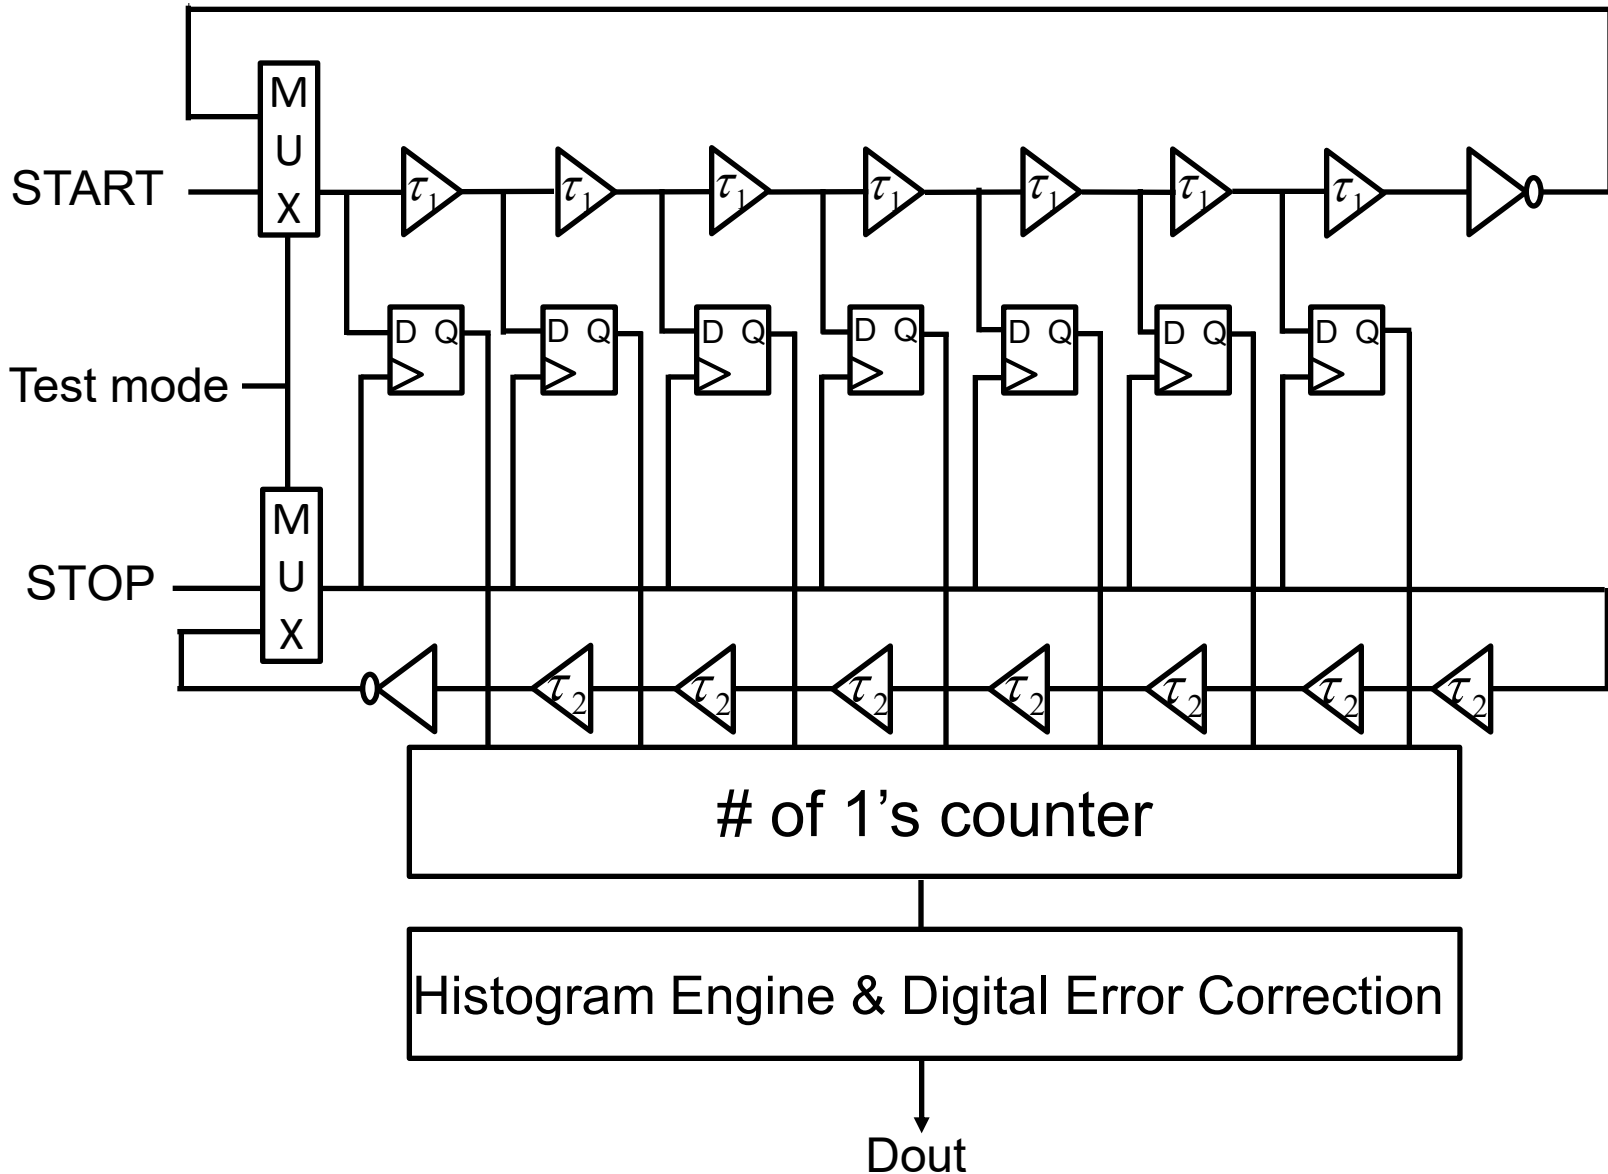 M
U
X
START
τ1 τ1 τ1 τ1 τ1 τ1 τ1
D Q D Q D Q D Q D Q D Q D Q
Test mode
M
U
X
STOP
τ2 τ2 τ2 τ2 τ2 τ2 τ2
# of 1's counter
Histogram Engine & Digital Error Correction
Dout